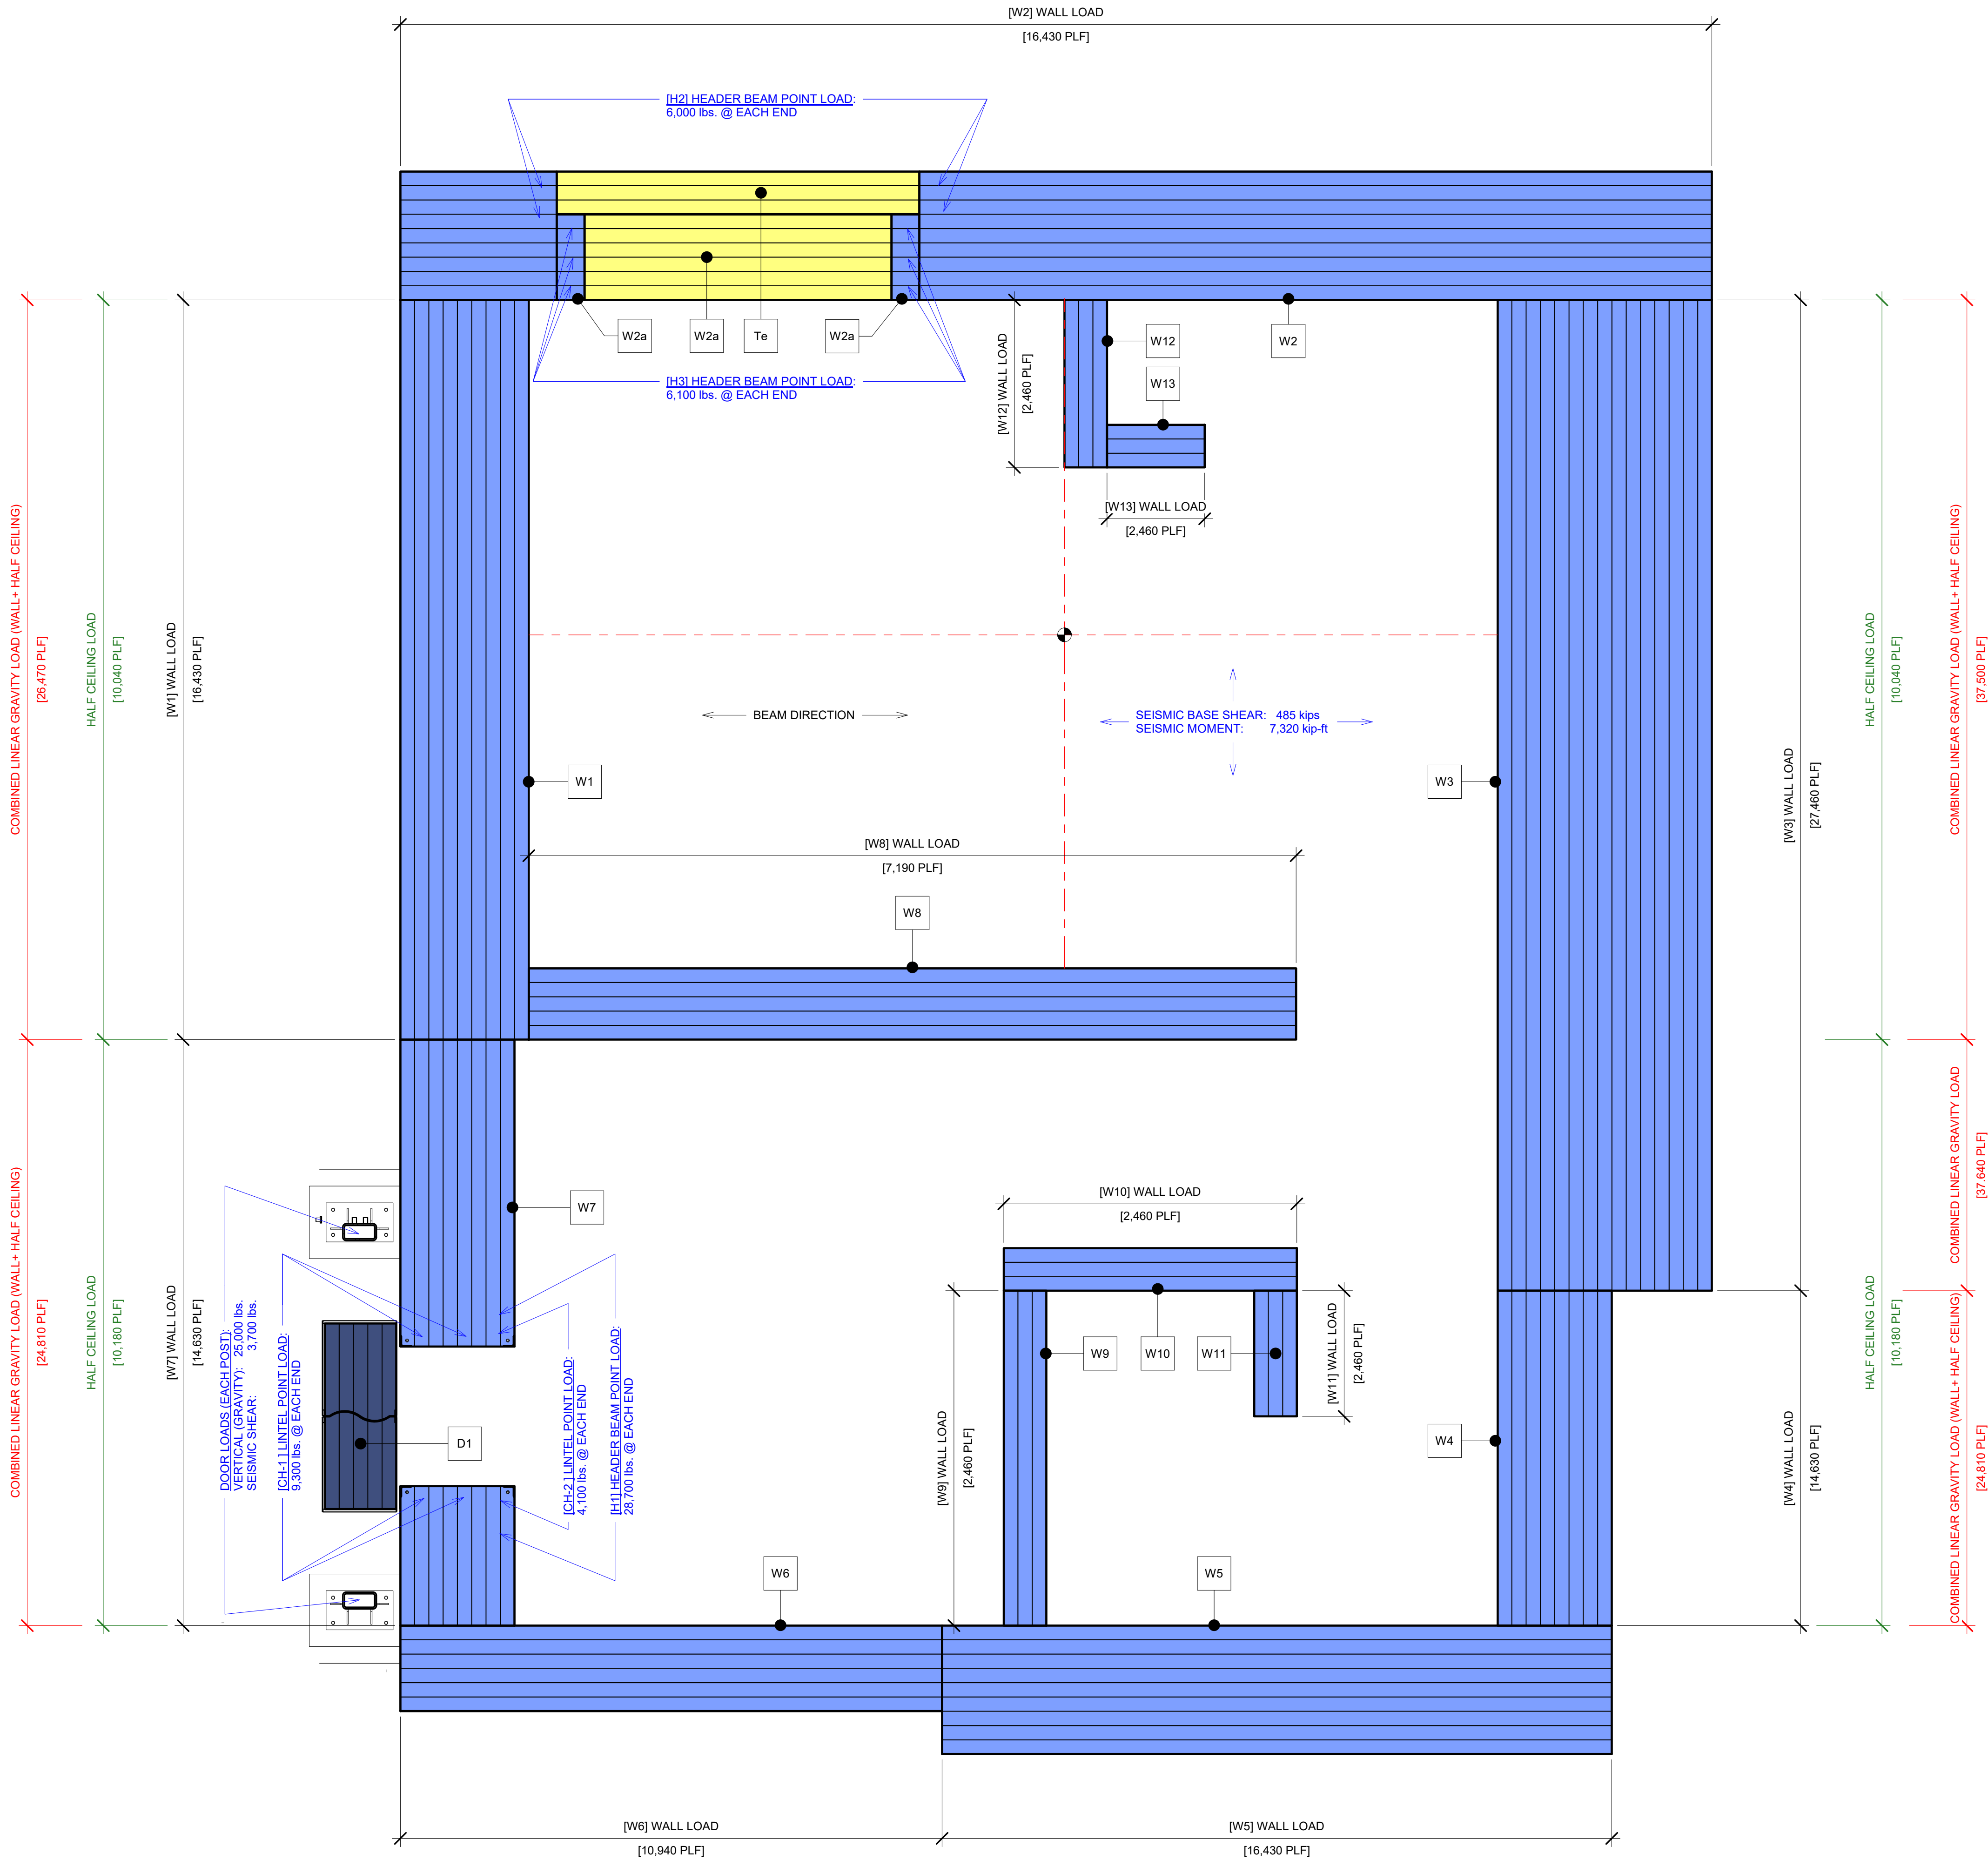 [W2] WALL LOAD
[16,430 PLF]
[H2] HEADER BEAM POINT LOAD:
6,000 lbs. @ EACH END
W2a
W2a
Te
W2a
W2
[H3] HEADER BEAM POINT LOAD:
6,100 lbs. @ EACH END
[W12] WALL LOAD
[2,460 PLF]
W12
W13
[W13] WALL LOAD
[2,460 PLF]
COMBINED LINEAR GRAVITY LOAD (WALL+ HALF CEILING)
[26,470 PLF]
HALF CEILING LOAD
[10,040 PLF]
[W1] WALL LOAD
[16,430 PLF]
BEAM DIRECTION
SEISMIC BASE SHEAR: 485 kips
SEISMIC MOMENT: 7,320 kip-ft
W1
W3
[W3] WALL LOAD
[27,460 PLF]
HALF CEILING LOAD
[10,040 PLF]
COMBINED LINEAR GRAVITY LOAD (WALL+ HALF CEILING)
[37,500 PLF]
[W8] WALL LOAD
[7,190 PLF]
W8
COMBINED LINEAR GRAVITY LOAD (WALL+ HALF CEILING)
[24,810 PLF]
HALF CEILING LOAD
[10,180 PLF]
[W7] WALL LOAD
[14,630 PLF]
W7
DOOR LOADS (EACH POST):
VERTICAL (GRAVITY): 25,000 lbs.
SEISMIC SHEAR: 3,700 lbs.
[CH-1 ] LINTEL POINT LOAD:
9,300 lbs. @ EACH END
D1
[CH-2 ] LINTEL POINT LOAD:
4,100 lbs. @ EACH END
[H1] HEADER BEAM POINT LOAD:
28,700 lbs. @ EACH END
[W10] WALL LOAD
[2,460 PLF]
W9
W10
W11
[W11] WALL LOAD
[2,460 PLF]
[W9] WALL LOAD
[2,460 PLF]
W4
[W4] WALL LOAD
[14,630 PLF]
HALF CEILING LOAD
[10,180 PLF]
COMBINED LINEAR GRAVITY LOAD
[37.640 PLF]
COMBINED LINEAR GRAVITY LOAD (WALL+ HALF CEILING)
[24,810 PLF]
W6
W5
[W6] WALL LOAD
[10,940 PLF]
[W5] WALL LOAD
[16,430 PLF]